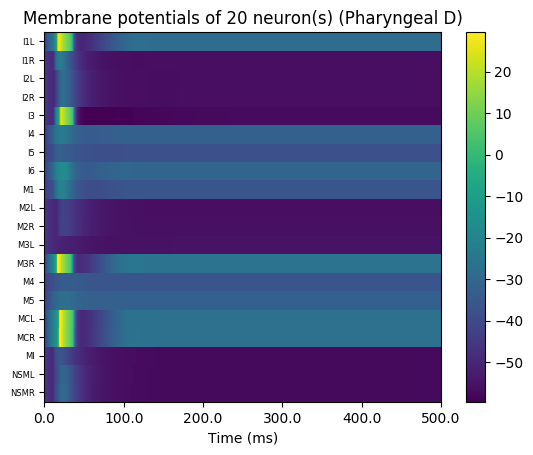 Membrane potentials of 20 neuron(s) (Pharyngeal D)
I1L
I1R
I2L
I2R
I3
I4
I5
I6
M1
M2L
M2R
M3L
M3R
M4
M5
MCL
MCR
MI
NSML
NSMR
0.0 100.0 200.0 300.0 400.0 500.0
Time (ms)
20
10
0
−10
−20
−30
−40
−50